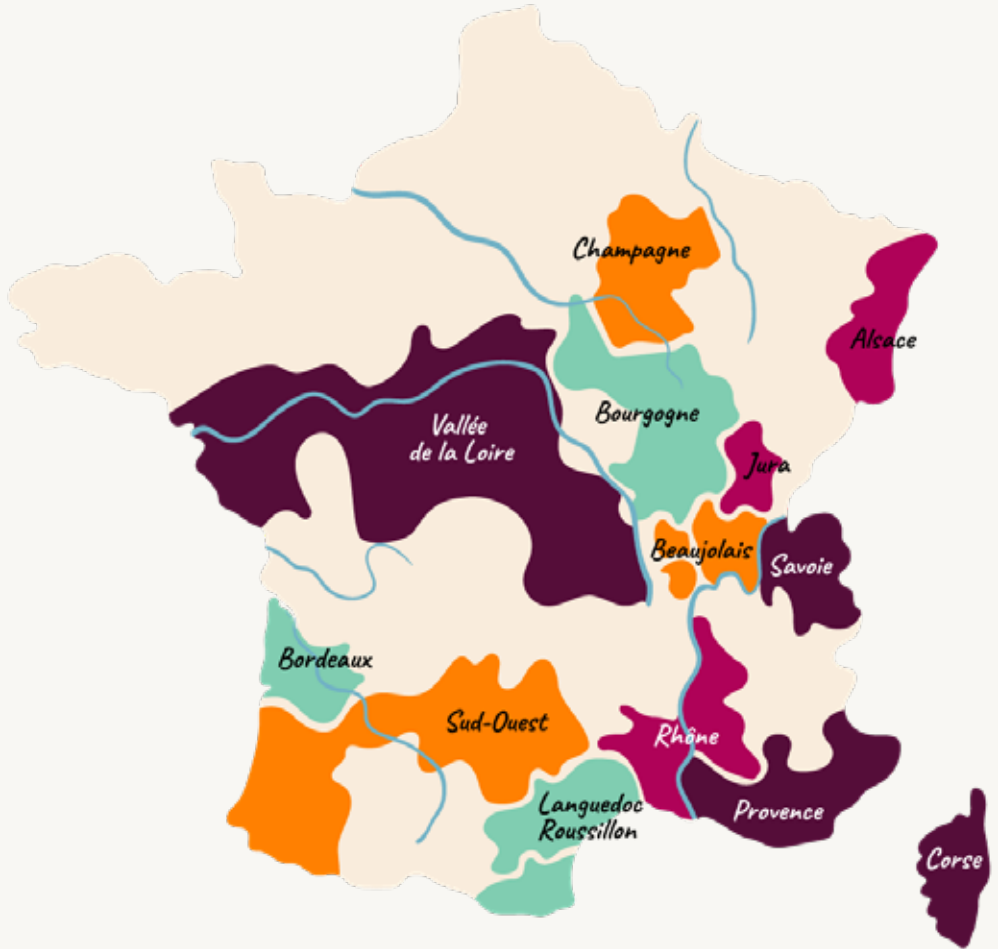 Champagne
Alsace
Bourgogne
Vallée
de la Loire
Jura
Beaujolais
Savoie
Bordeaux
Sud-Ouest
Rhône
Languedoc
Roussillon
Provence
Corse